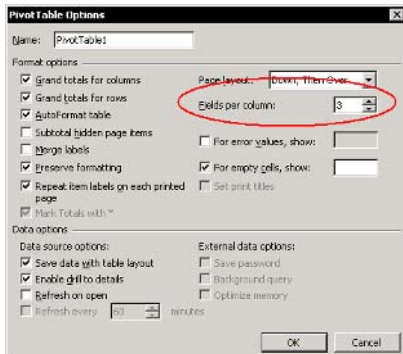 PivotTable Options
Name: PivotTable1
Format options
Grand totals for columns
Grand totals for rows
AutoFormat table
Subtotal hidden page items
Merge labels
Preserve formatting
Repeat item labels on each printed
page
Mark Totals with *
Page layout: Down, Then Over
Fields per column: 3
For error values, show:
For empty cells, show:
Set print titles
Data options
Data source options:
Save data with table layout
Enable drill to details
Refresh on open
Refresh every 60 minutes
External data options:
Save password
Background query
Optimize memory
OK Cancel